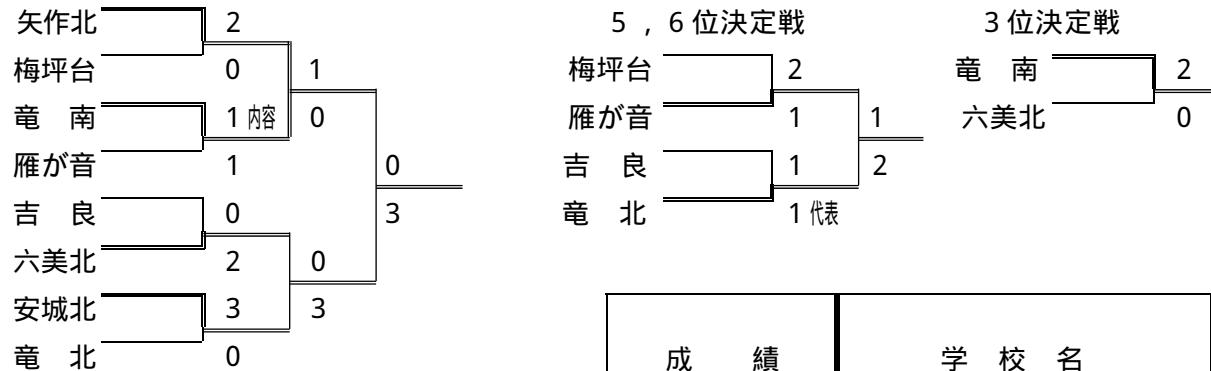 矢作北 2
梅坪台 0 1
竜 南 1 内容 0
雁が音 1 0
吉 良 0 3
六美北 2 0
安城北 3 3
竜 北 0
5，6位決定戦
梅坪台 2
雁が音 1 1
吉 良 1 2
竜 北 1 代表
3位決定戦
竜 南 2
六美北 0
成 績 学 校 名